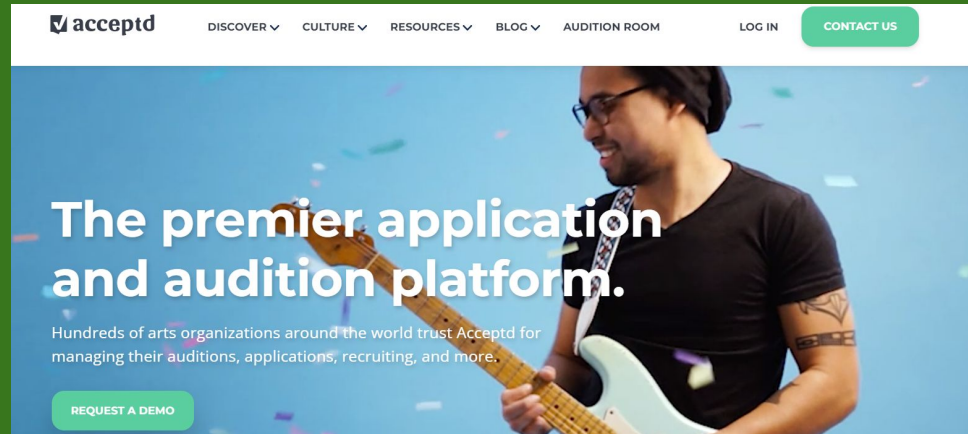 acceptd
DISCOVER CULTURE RESOURCES BLOG AUDITION ROOM LOG IN CONTACT US
The premier application
and audition platform.
Hundreds of arts organizations around the world trust Acceptd for
managing their auditions, applications, recruiting, and more.
REQUEST A DEMO